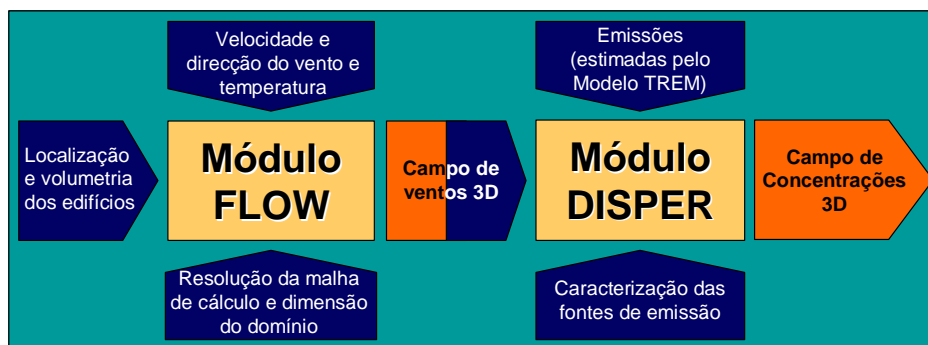 Velocidade e
direcção do vento e
temperatura
Emissões
(estimadas pelo
Modelo TREM)
Localização
e volumetria
dos edifícios
Módulo
FLOW
Campo de
ventos 3D
Módulo
DISPER
Campo de
Concentrações
3D
Resolução da malha
de cálculo e dimensão
do domínio
Caracterização das
fontes de emissão